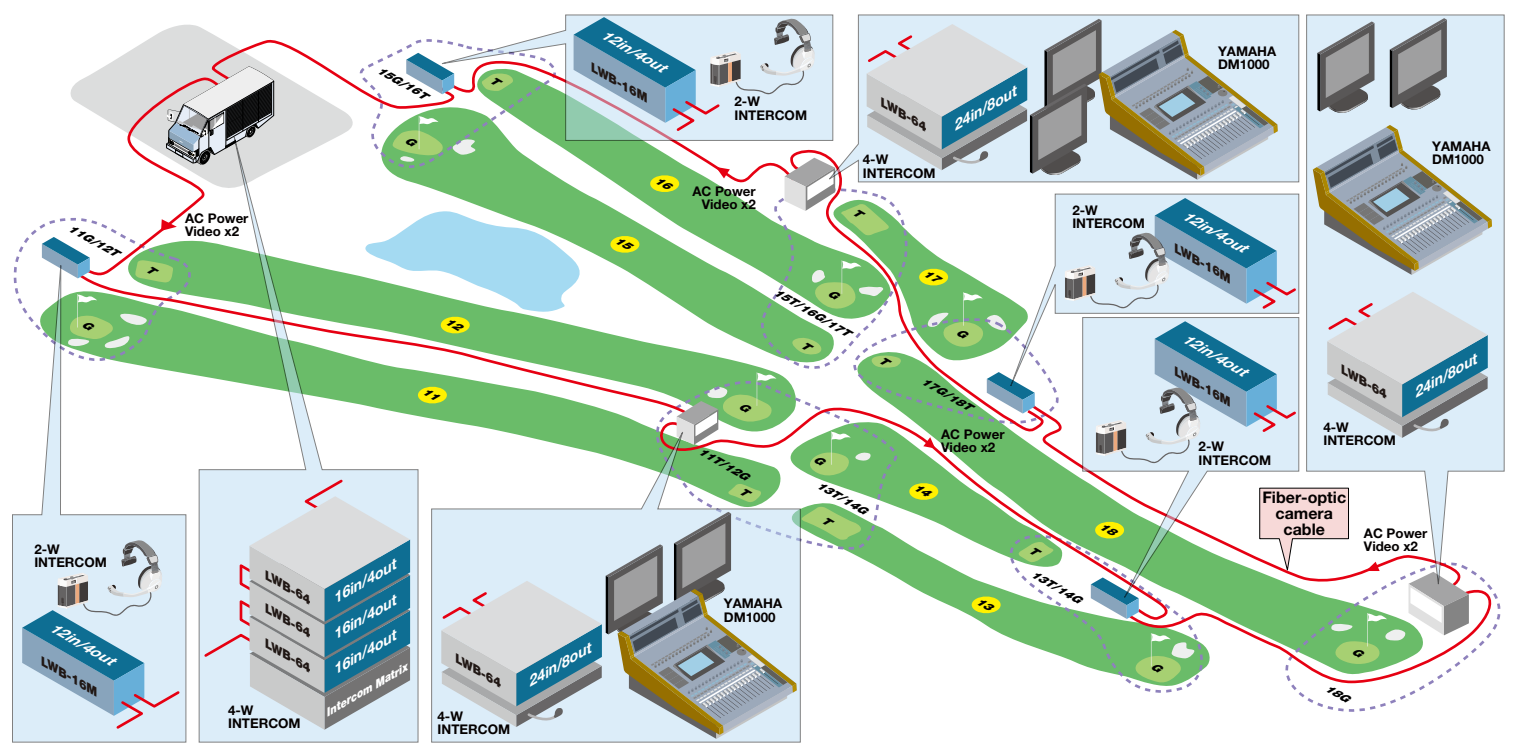 12in/4out
LWB-16M
2-W
INTERCOM
15G/16T
T
G
16
15
T
AC Power
Video x2
LWB-64
24in/8out
4-W
INTERCOM
YAMAHA
DM1000
YAMAHA
DM1000
LWB-64
24in/8out
4-W
INTERCOM
2-W
INTERCOM
12in/4out
LWB-16M
12in/4out
LWB-16M
2-W
INTERCOM
T
17
G
G
15T/16G/17T
17G/18T
T
AC Power
Video x2
11G/12T
T
G
12
11
G
11T/12G
T
AC Power
Video x2
G
14
13T/14G
T
T
13T/14G
13
G
18
Fiber-optic
camera
cable
AC Power
Video x2
G
18G
2-W
INTERCOM
12in/4out
LWB-16M
LWB-64
16in/4out
LWB-64
16in/4out
LWB-64
16in/4out
Intercom Matrix
4-W
INTERCOM
LWB-64
24in/8out
4-W
INTERCOM
YAMAHA
DM1000